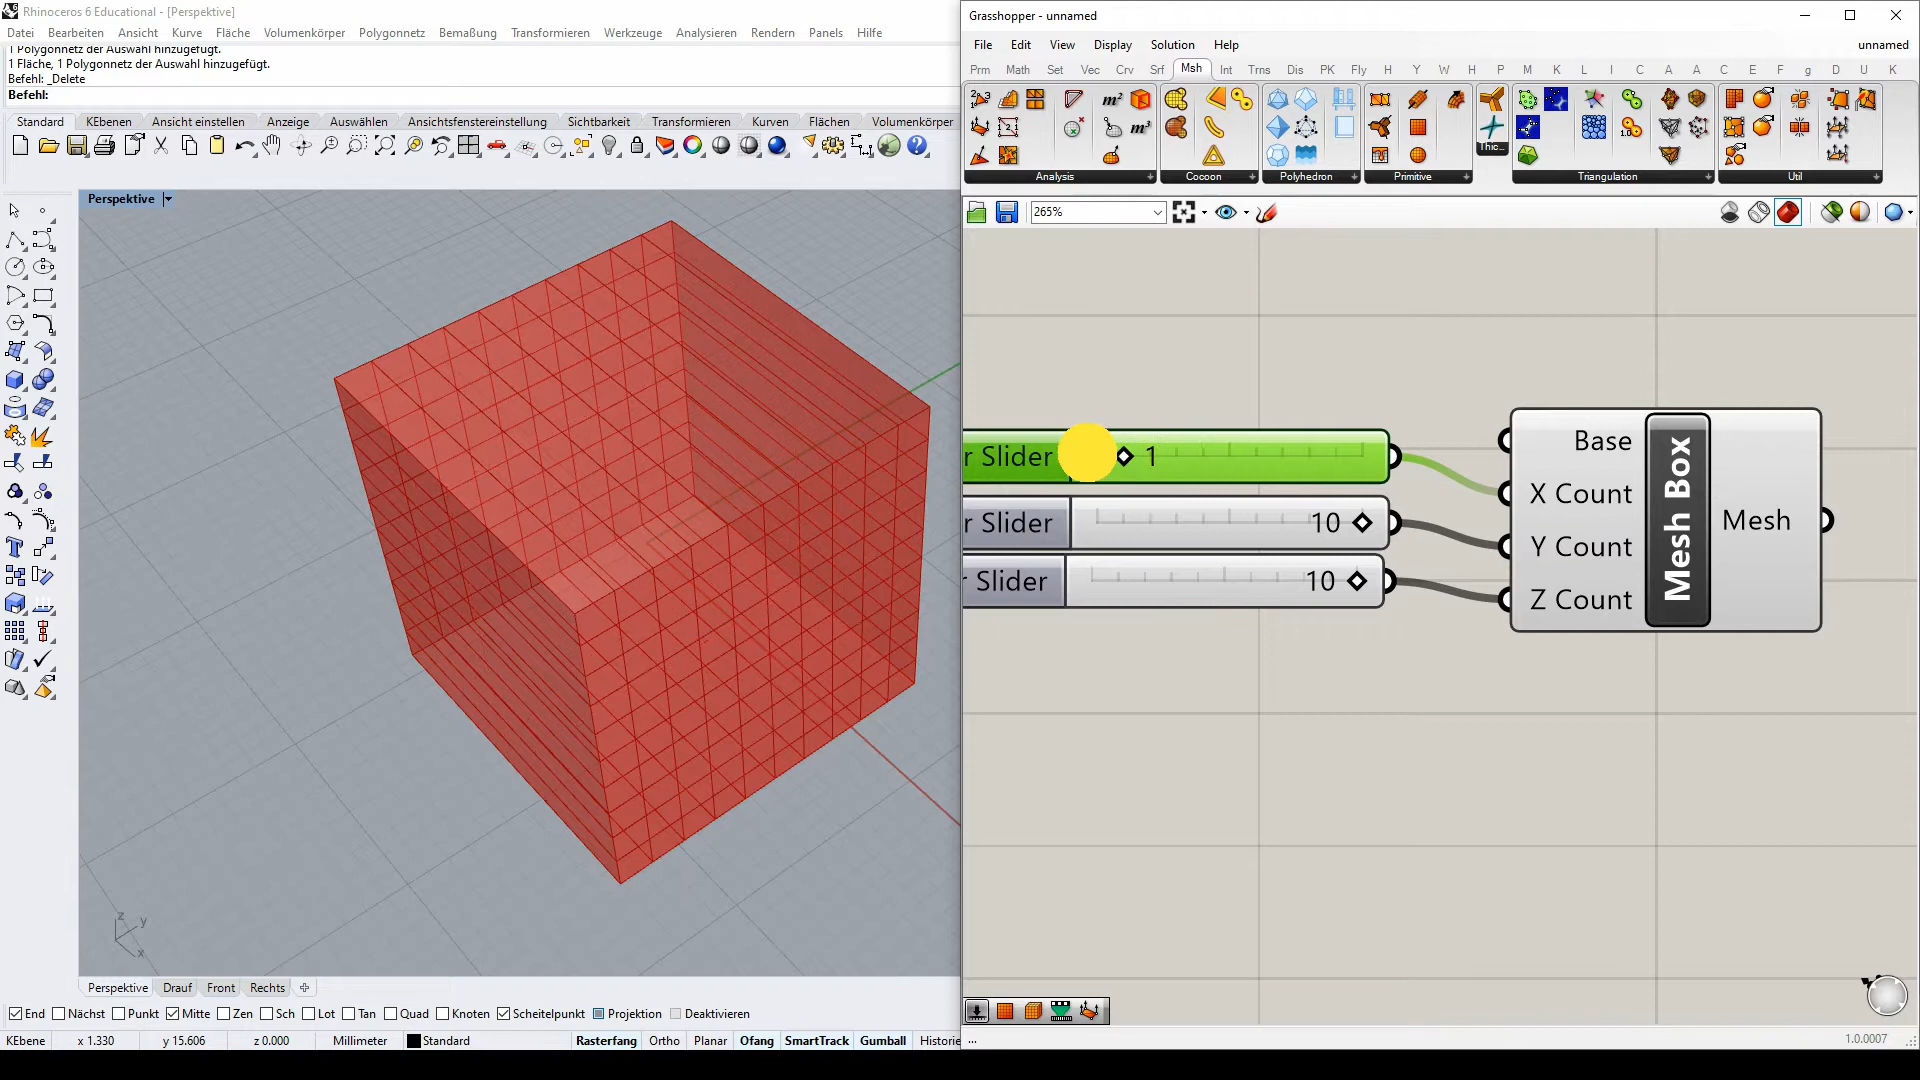 Rhinoceros 6 Educational - [Perspektive]
Datei Bearbeiten Ansicht Kurve Fläche Volumenkörper Polygonnetz Bemaßung Transformieren Werkzeuge Analysieren Rendern Panels Hilfe
1 Polygonnetz der Auswahl hinzugefügt.
1 Fläche, 1 Polygonnetz der Auswahl hinzugefügt.
Befehl: _Delete
Befehl:
Standard KEbenen Ansicht einstellen Anzeige Auswählen Ansichtsfenstereinstellung Sichtbarkeit Transformieren Kurven Flächen Volumenkörper
Perspektive
z
y
x
Perspektive Drauf Front Rechts
End Nächst Punkt Mitte Zen Sch Lot Tan Quad Knoten Scheitelpunkt Projektion Deaktivieren
KEbene x 1.330 y 15.606 z 0.000 Millimeter Standard Rasterfang Ortho Planar Ofang SmartTrack Gumball Historie
Grasshopper - unnamed
File Edit View Display Solution Help unnamed
Prm Math Set Vec Crv Srf Msh Int Trns Dis PK Fly H Y W H P M X K L I C A A C E F g D U K
m² m³
Thic...
Analysis Cocoon Polyhedron Primitive Triangulation Util
265%
r Slider 1
r Slider 10
r Slider 10
Base
X Count
Y Count
Z Count
Mesh Box
Mesh
...
1.0.0007